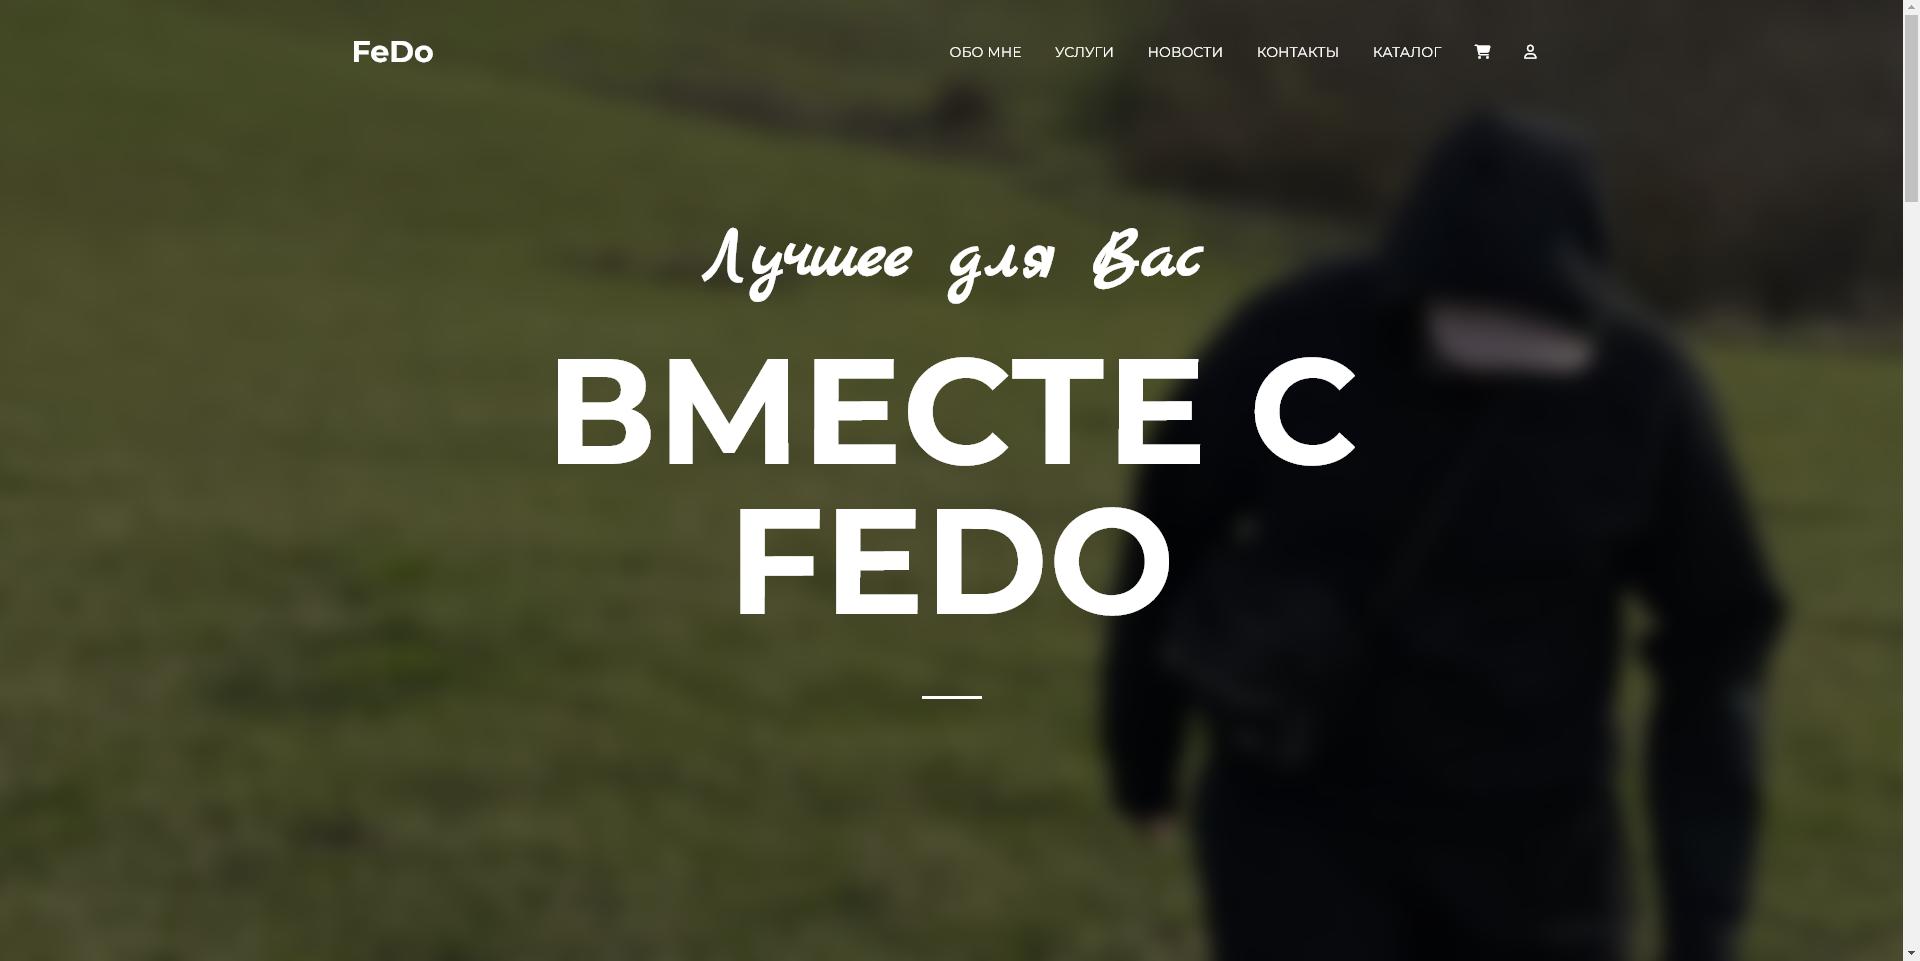 FeDo
ОБО МНЕ УСЛУГИ НОВОСТИ КОНТАКТЫ КАТАЛОГ
Лучшее для Вас
ВМЕСТЕ С
FEDO